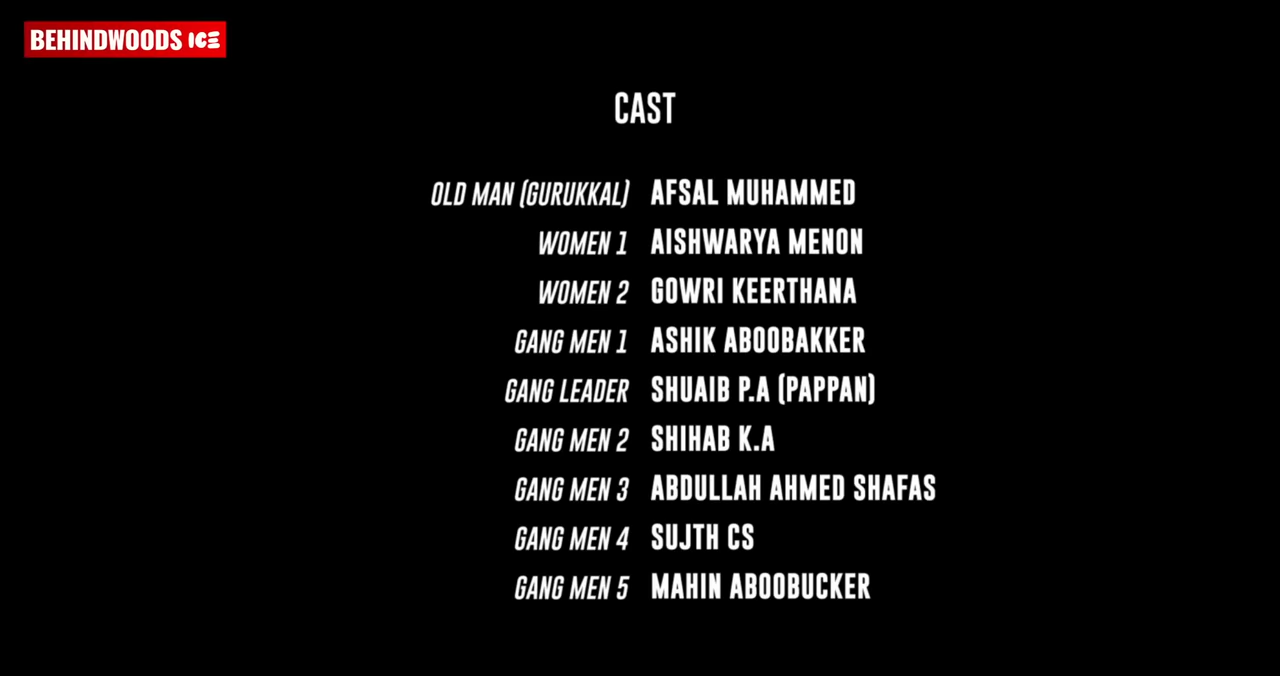 BEHINDWOODS ICE
CAST
OLD MAN (GURUKKAL) AFSAL MUHAMMED
WOMEN 1 AISHWARYA MENON
WOMEN 2 GOWRI KEERTHANA
GANG MEN 1 ASHIK ABOOBAKKER
GANG LEADER SHUAIB P.A (PAPPAN)
GANG MEN 2 SHIHAB K.A
GANG MEN 3 ABDULLAH AHMED SHAFAS
GANG MEN 4 SUJTH CS
GANG MEN 5 MAHIN ABOOBUCKER